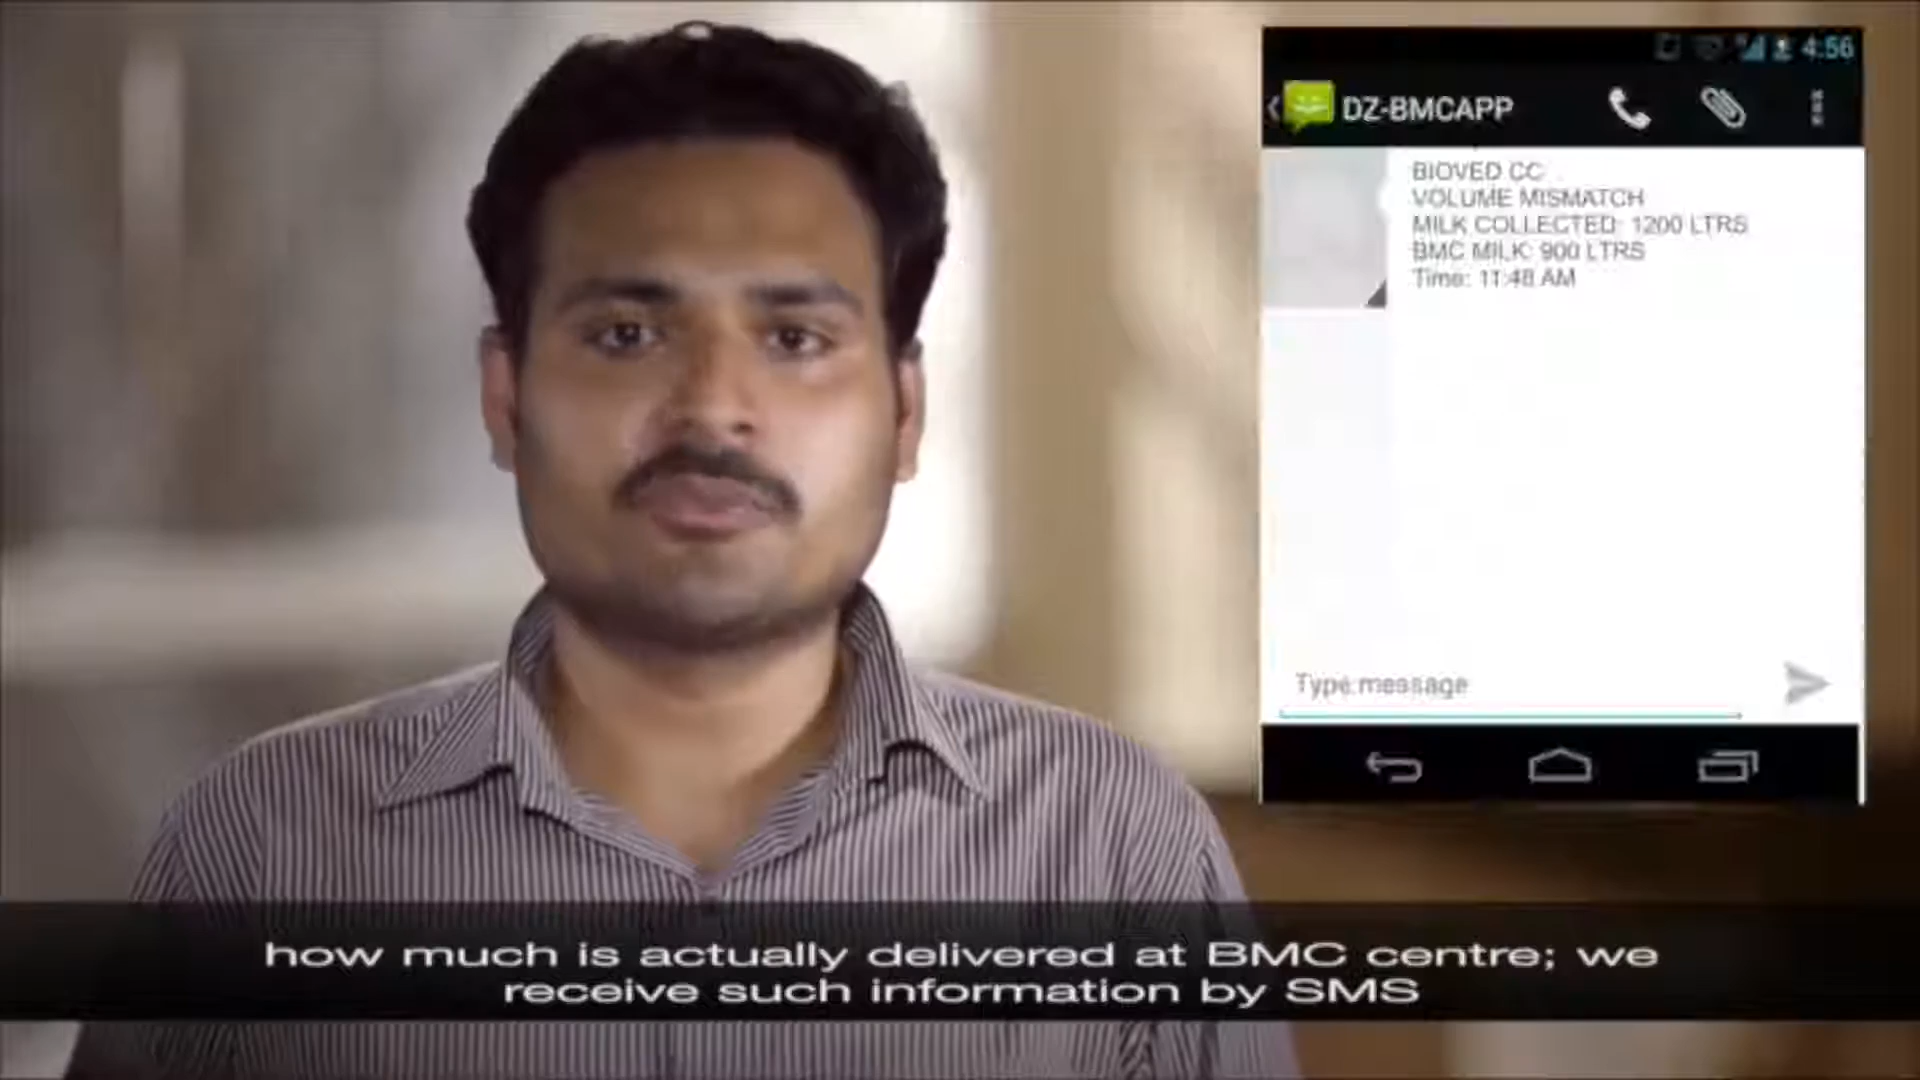 4:56
DZ-BMCAPP
BIOVED CC
VOLUME MISMATCH
MILK COLLECTED: 1200 LTRS
BMC MILK: 900 LTRS
Time: 11:48 AM
Type message
how much is actually delivered at BMC centre; we
receive such information by SMS